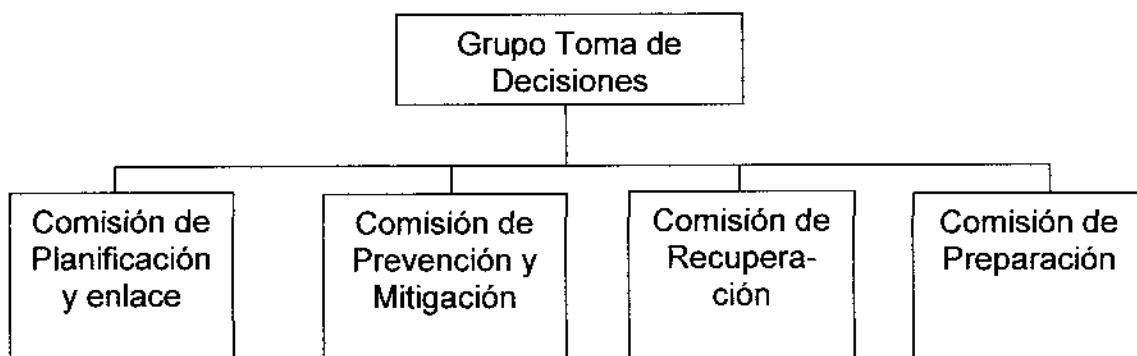 Grupo Toma de
Decisiones
Comisión de
Planificación
y enlace
Comisión de
Prevención y
Mitigación
Comisión de
Recupera-
ción
Comisión de
Preparación